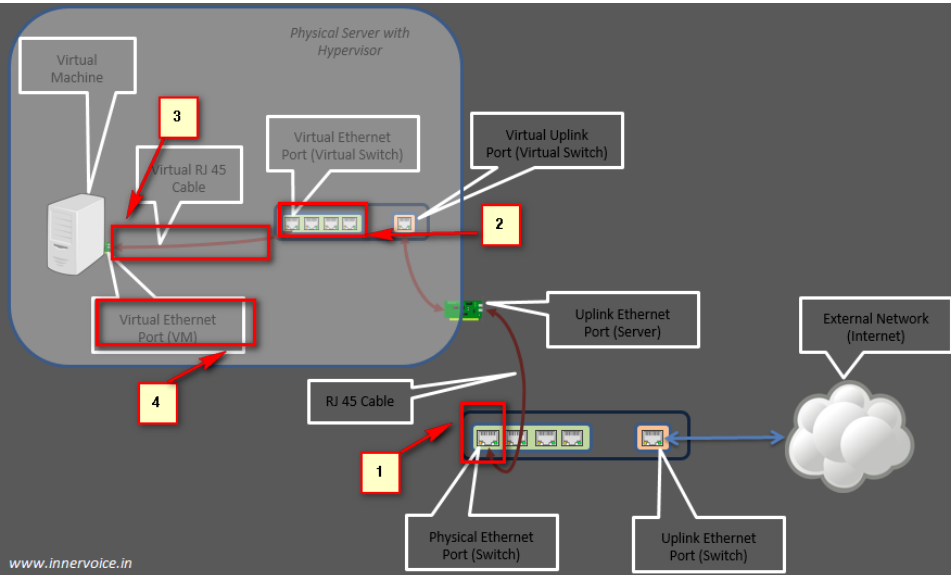 Physical Server with
Hypervisor
Virtual
Machine
3
Virtual Ethernet
Port (Virtual Switch)
Virtual Uplink
Port (Virtual Switch)
Virtual RJ 45
Cable
2
Virtual Ethernet
Port (VM)
Uplink Ethernet
Port (Server)
External Network
(Internet)
4
RJ 45 Cable
1
Physical Ethernet
Port (Switch)
Uplink Ethernet
Port (Switch)
www.innervoice.in